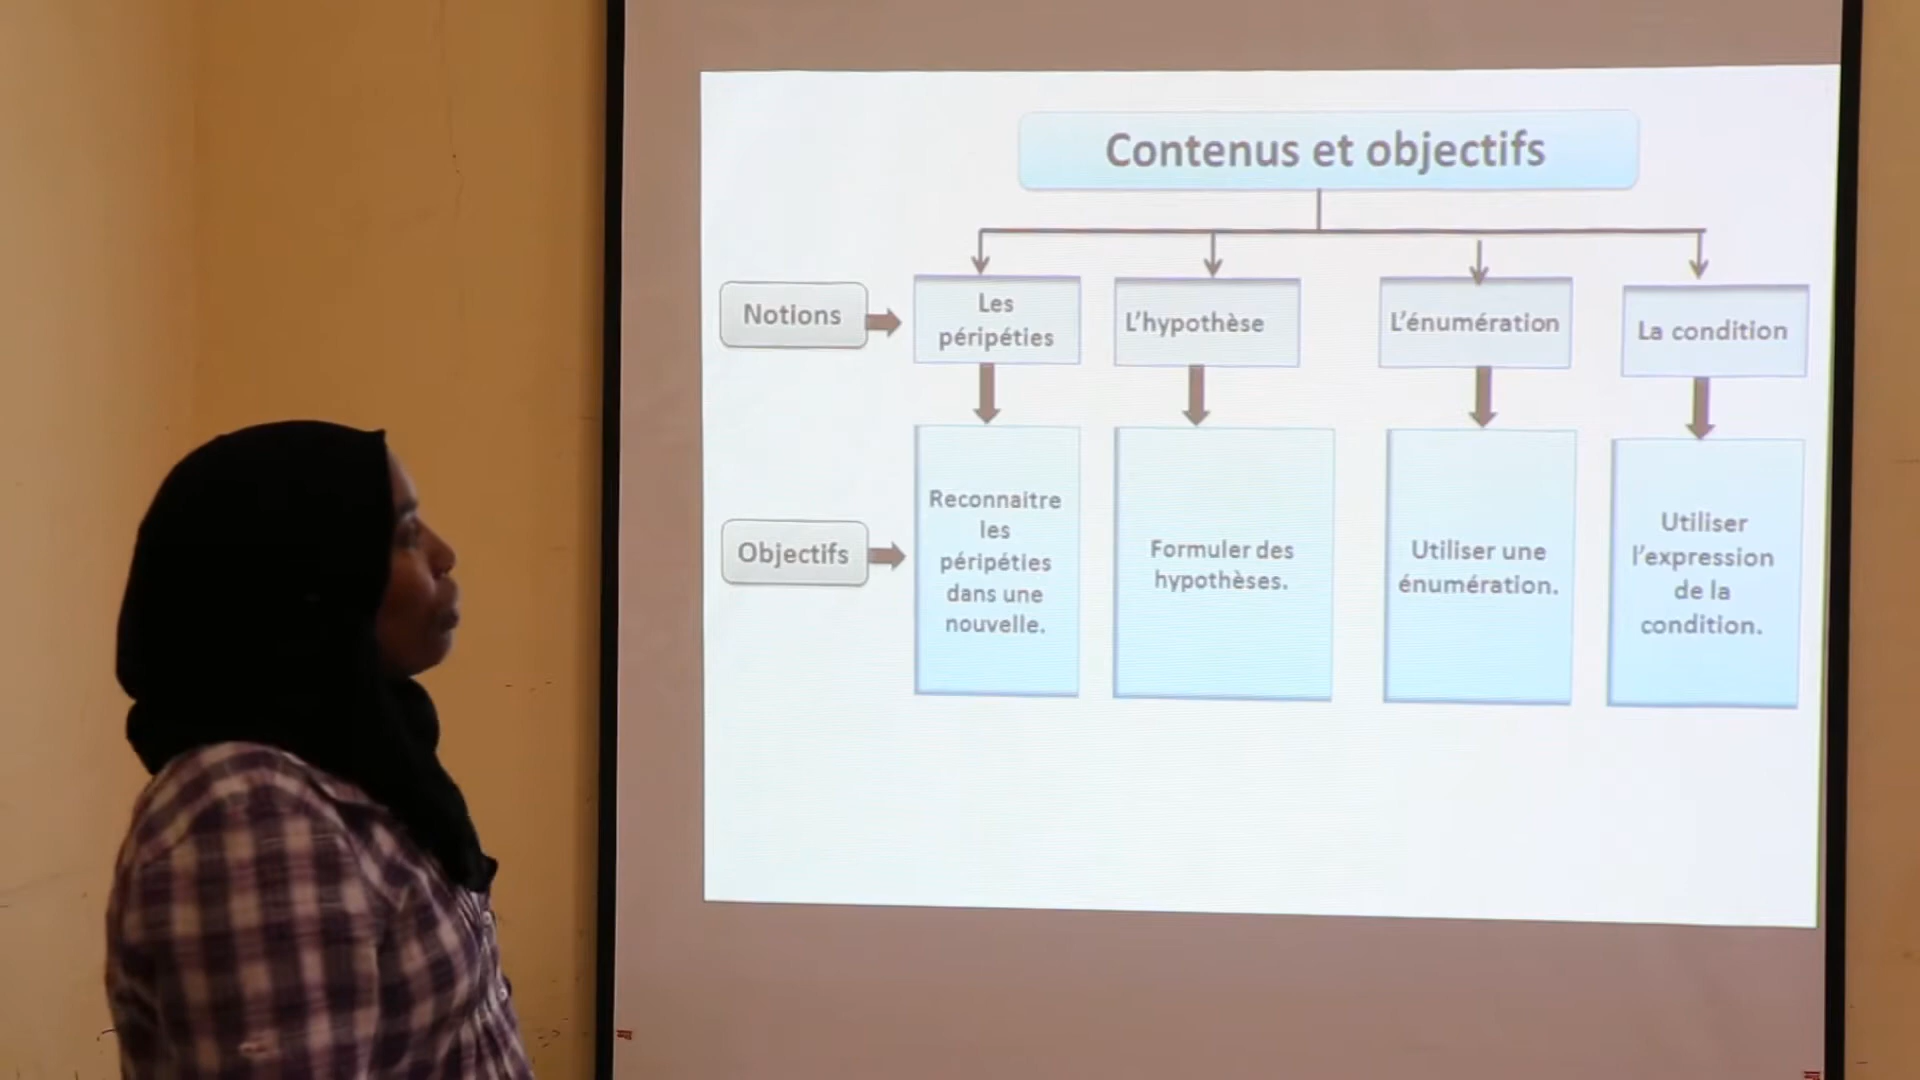 Contenus et objectifs
Notions
Les
péripéties
L'hypothèse
L'énumération
La condition
Objectifs
Reconnaitre
les
péripéties
dans une
nouvelle.
Formuler des
hypothèses.
Utiliser une
énumération.
Utiliser
l'expression
de la
condition.